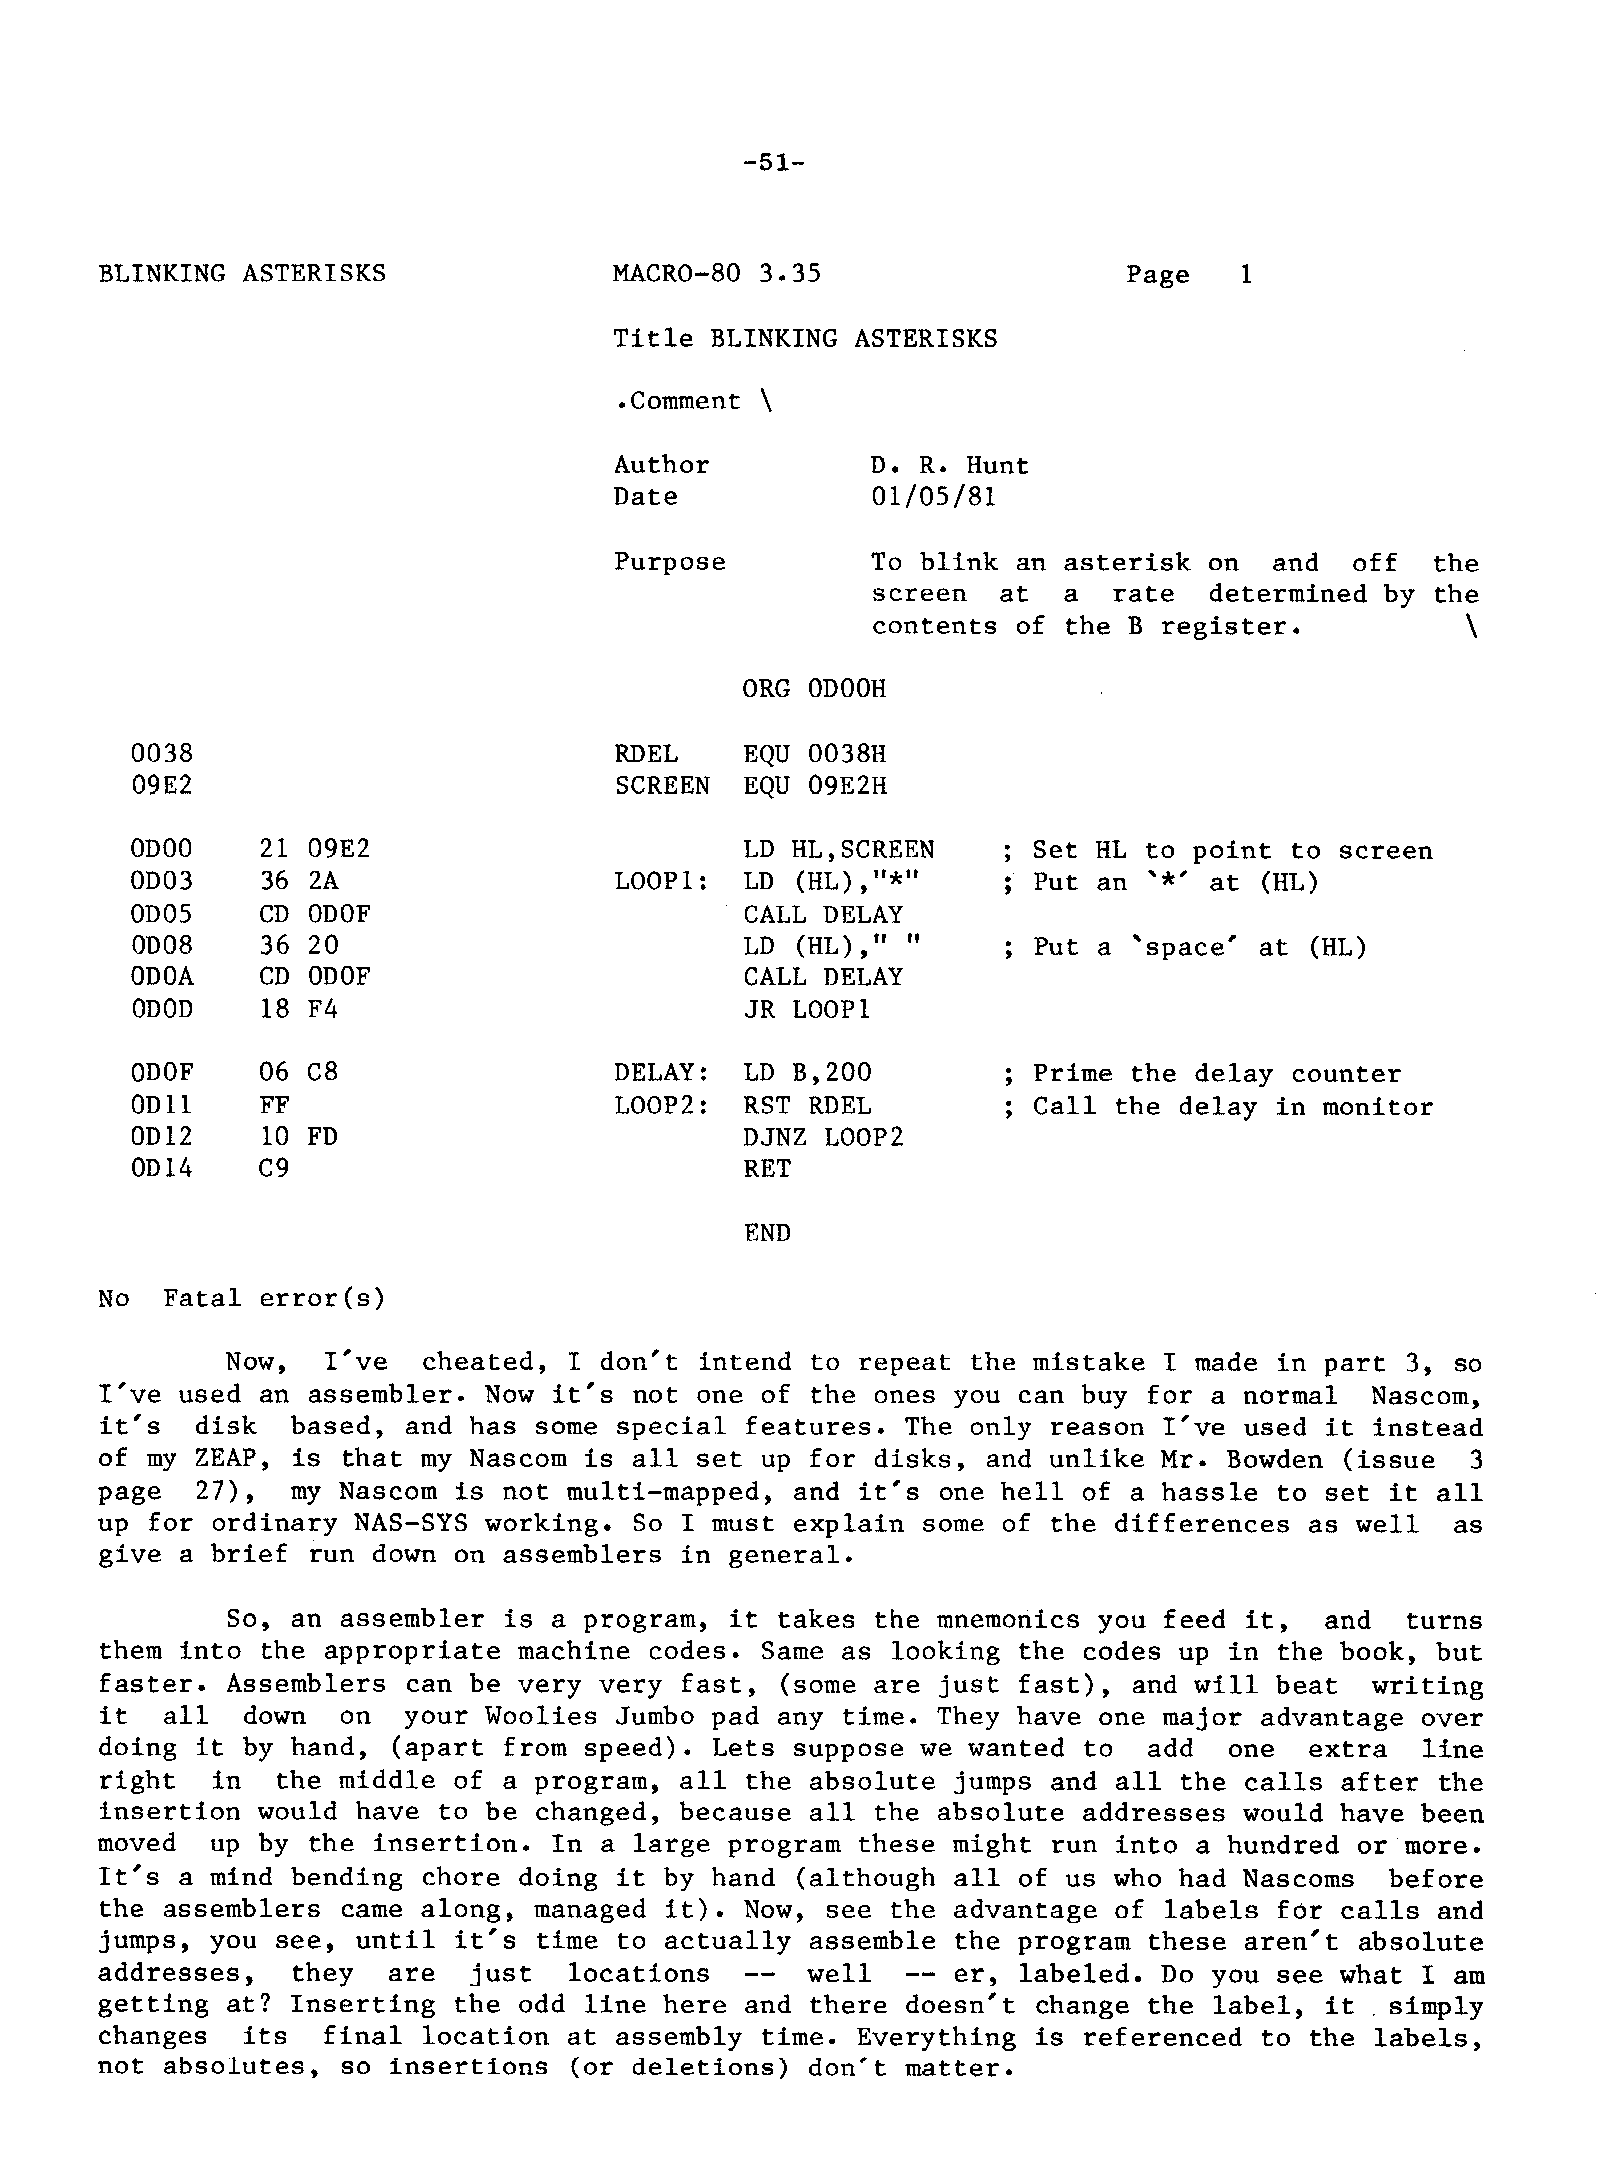 -51-
BLINKING ASTERISKS MACRO-80 3.35 Page 1
Title BLINKING ASTERISKS
.Comment \
Author D. R. Hunt
Date 01/05/81
Purpose To blink an asterisk on and off the
screen at a rate determined by the
contents of the B register. \
ORG 0D00H
0038 RDEL EQU 0038H
09E2 SCREEN EQU 09E2H
0D00 21 09E2 LD HL,SCREEN ; Set HL to point to screen
0D03 36 2A LOOP1: LD (HL),"*" ; Put an `*' at (HL)
0D05 CD 0D0F CALL DELAY
0D08 36 20 LD (HL)," " ; Put a `space' at (HL)
0D0A CD 0D0F CALL DELAY
0D0D 18 F4 JR LOOP1
0D0F 06 C8 DELAY: LD B,200 ; Prime the delay counter
0D11 FF LOOP2: RST RDEL ; Call the delay in monitor
0D12 10 FD DJNZ LOOP2
0D14 C9 RET
END
No Fatal error(s)
Now, I've cheated, I don't intend to repeat the mistake I made in part 3, so
I've used an assembler. Now it's not one of the ones you can buy for a normal Nascom,
it's disk based, and has some special features. The only reason I've used it instead
of my ZEAP, is that my Nascom is all set up for disks, and unlike Mr. Bowden (issue 3
page 27), my Nascom is not multi-mapped, and it's one hell of a hassle to set it all
up for ordinary NAS-SYS working. So I must explain some of the differences as well as
give a brief run down on assemblers in general.
So, an assembler is a program, it takes the mnemonics you feed it, and turns
them into the appropriate machine codes. Same as looking the codes up in the book, but
faster. Assemblers can be very very fast, (some are just fast), and will beat writing
it all down on your Woolies Jumbo pad any time. They have one major advantage over
doing it by hand, (apart from speed). Lets suppose we wanted to add one extra line
right in the middle of a program, all the absolute jumps and all the calls after the
insertion would have to be changed, because all the absolute addresses would have been
moved up by the insertion. In a large program these might run into a hundred or more.
It's a mind bending chore doing it by hand (although all of us who had Nascoms before
the assemblers came along, managed it). Now, see the advantage of labels for calls and
jumps, you see, until it's time to actually assemble the program these aren't absolute
addresses, they are just locations -- well -- er, labeled. Do you see what I am
getting at? Inserting the odd line here and there doesn't change the label, it simply
changes its final location at assembly time. Everything is referenced to the labels,
not absolutes, so insertions (or deletions) don't matter.